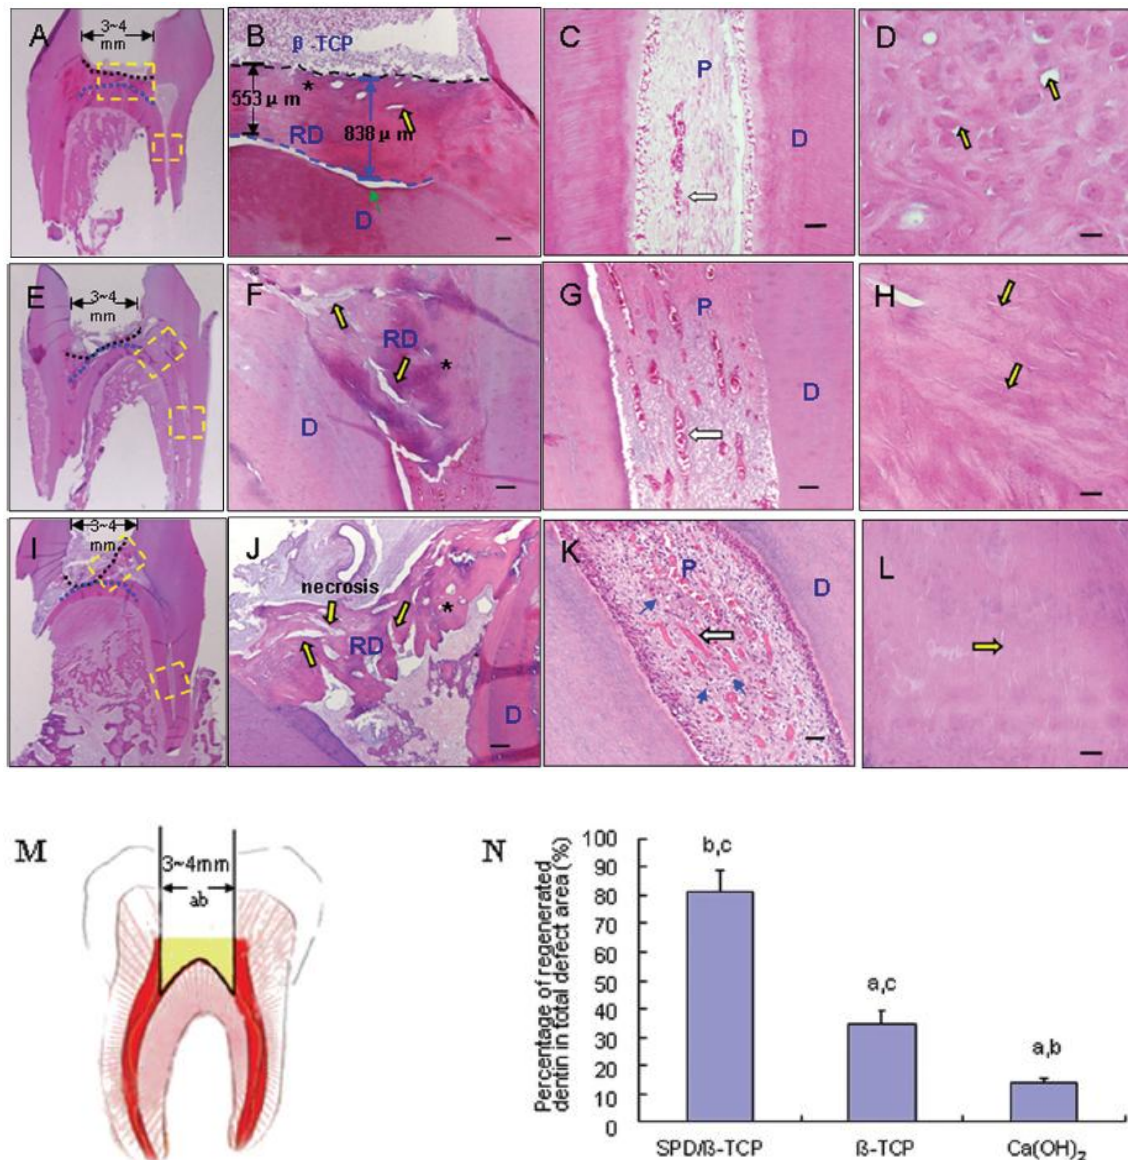 A
3~4
mm
B
β-TCP
*
553 μm
RD
838 μm
D
C
P
D
D
E
3~4
mm
F
RD
*
D
G
P
D
H
I
3~4
mm
J
necrosis
*
RD
D
K
P
D
L
M
3~4mm
ab
N
Percentage of regenerated
dentin in total defect area (%)
100
90
80
70
60
50
40
30
20
10
0
b,c
a,c
a,b
SPD/ß-TCP
ß-TCP
Ca(OH)₂